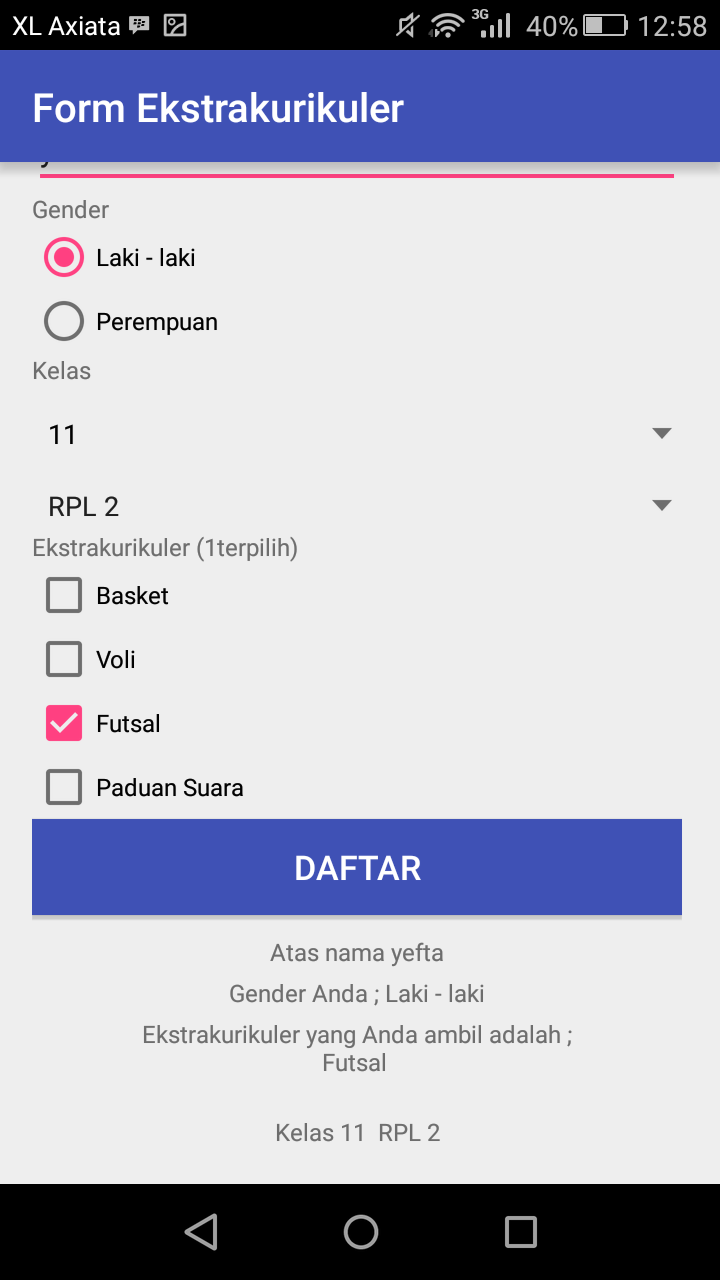 XL Axiata
3G
40%
12:58
Form Ekstrakurikuler
Gender
Laki - laki
Perempuan
Kelas
11
RPL 2
Ekstrakurikuler (1terpilih)
Basket
Voli
Futsal
Paduan Suara
DAFTAR
Atas nama yefta
Gender Anda ; Laki - laki
Ekstrakurikuler yang Anda ambil adalah ;
Futsal
Kelas 11  RPL 2